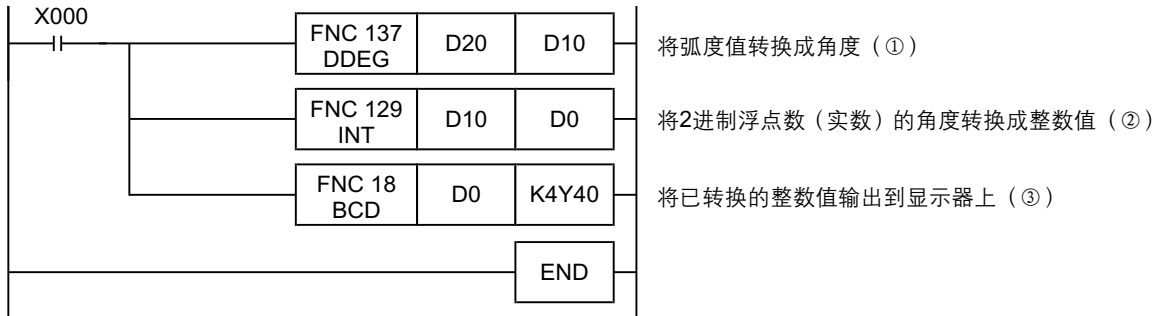 X000
FNC 137
DDEG
D20
D10
将弧度值转换成角度（①）
FNC 129
INT
D10
D0
将2进制浮点数（实数）的角度转换成整数值（②）
FNC 18
BCD
D0
K4Y40
将已转换的整数值输出到显示器上（③）
END